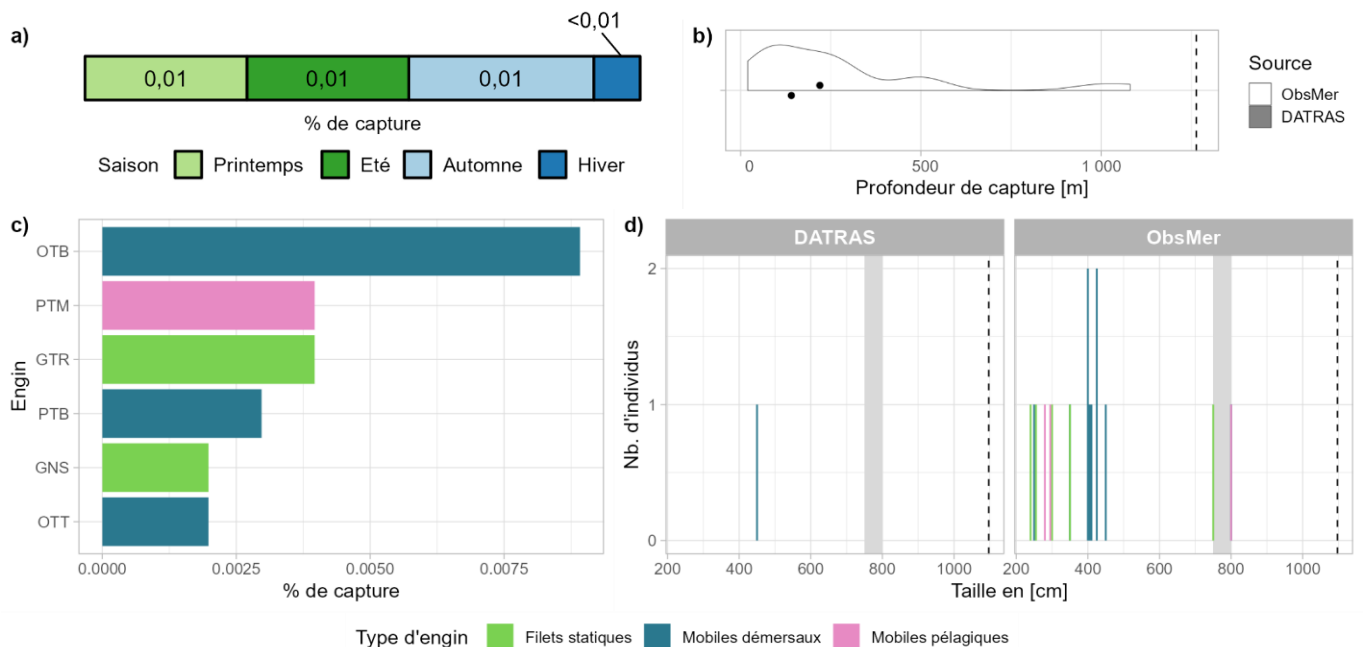 a)
<0,01
0,01 0,01 0,01
% de capture
Saison Printemps Eté Automne Hiver
b)
0 500 1 000
Profondeur de capture [m]
Source
ObsMer
DATRAS
c)
Engin
OTB
PTM
GTR
PTB
GNS
OTT
0.0000 0.0025 0.0050 0.0075
% de capture
d)
DATRAS ObsMer
Nb. d'individus
2
1
0
200 400 600 800 1000 200 400 600 800 1000
Taille en [cm]
Type d'engin Filets statiques Mobiles démersaux Mobiles pélagiques